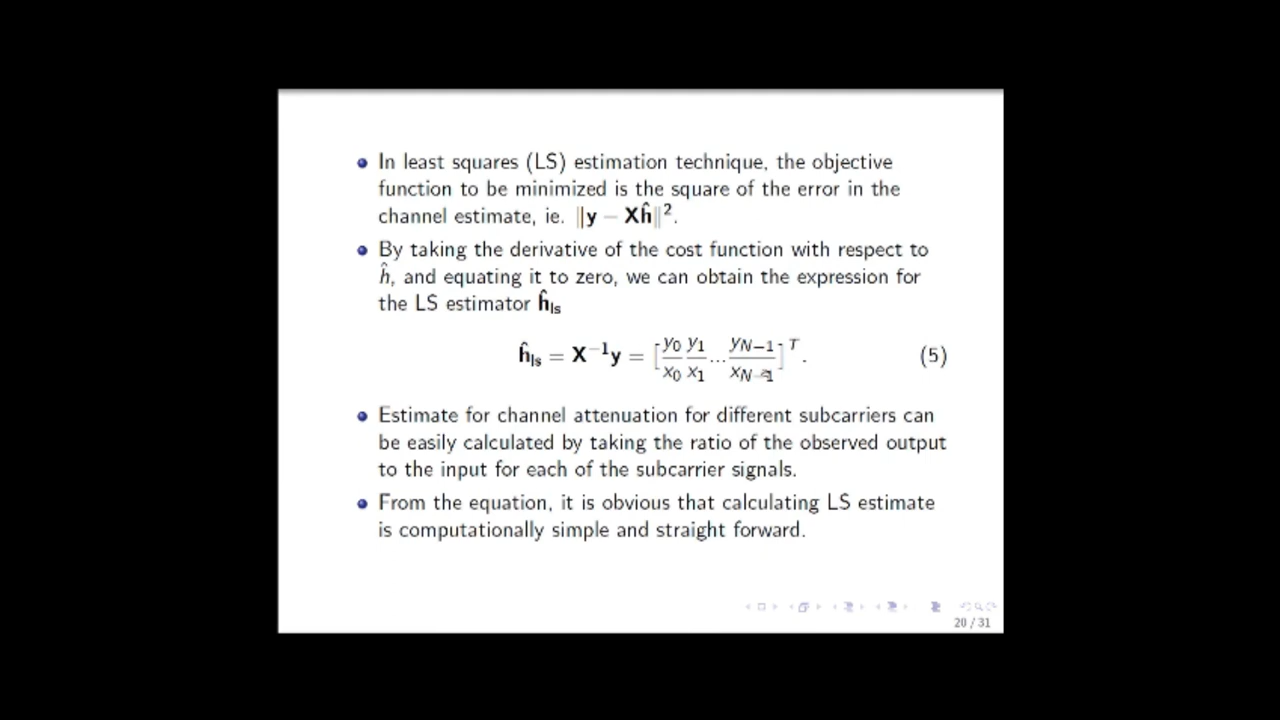 In least squares (LS) estimation technique, the objective
function to be minimized is the square of the error in the
channel estimate, ie. ‖y − Xĥ‖².
By taking the derivative of the cost function with respect to
ĥ, and equating it to zero, we can obtain the expression for
the LS estimator ĥls
ĥls = X⁻¹y = [y0/x0 y1/x1 ... yN−1/xN−1]ᵀ. (5)
Estimate for channel attenuation for different subcarriers can
be easily calculated by taking the ratio of the observed output
to the input for each of the subcarrier signals.
From the equation, it is obvious that calculating LS estimate
is computationally simple and straight forward.
20 / 31